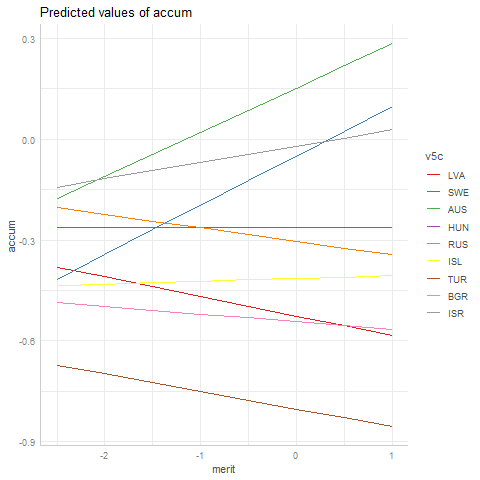 Predicted values of accum
0.3
0.0
-0.3
-0.6
-0.9
accum
-2
-1
0
1
merit
v5c
LVA
SWE
AUS
HUN
RUS
ISL
TUR
BGR
ISR